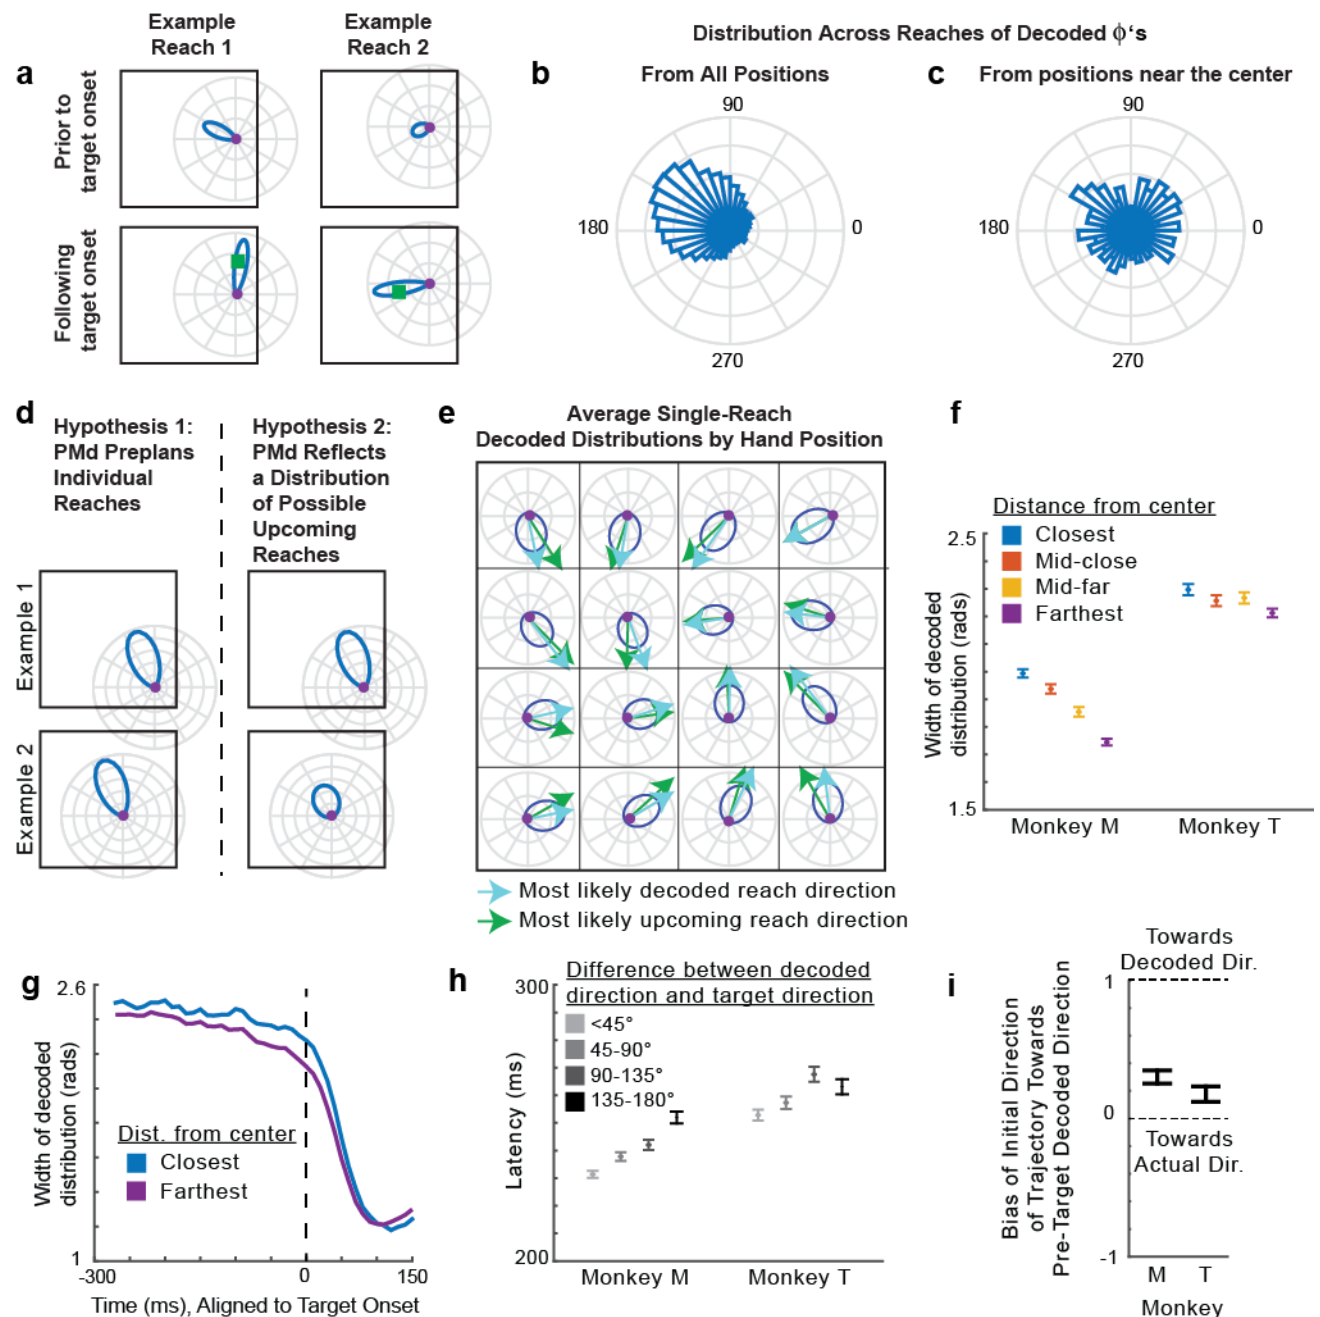 Example
Reach 1
Example
Reach 2
Distribution Across Reaches of Decoded ϕ‘s
a
Prior to
target onset
Following
target onset
b
From All Positions
90
180
0
270
c
From positions near the center
90
180
0
270
d
Hypothesis 1:
PMd Preplans
Individual
Reaches
Hypothesis 2:
PMd Reflects
a Distribution
of Possible
Upcoming
Reaches
Example 1
Example 2
e
Average Single-Reach
Decoded Distributions by Hand Position
Most likely decoded reach direction
Most likely upcoming reach direction
f
Distance from center
Closest
Mid-close
Mid-far
Farthest
2.5
Width of decoded
distribution (rads)
1.5
Monkey M
Monkey T
g
2.6
Width of decoded
distribution (rads)
Dist. from center
Closest
Farthest
1
-300
0
150
Time (ms), Aligned to Target Onset
h
Difference between decoded
direction and target direction
<45°
45-90°
90-135°
135-180°
300
Latency (ms)
200
Monkey M
Monkey T
i
Towards
Decoded Dir.
1
Bias of Initial Direction
of Trajectory Towards
Pre-Target Decoded Direction
0
Towards
Actual Dir.
-1
M
T
Monkey